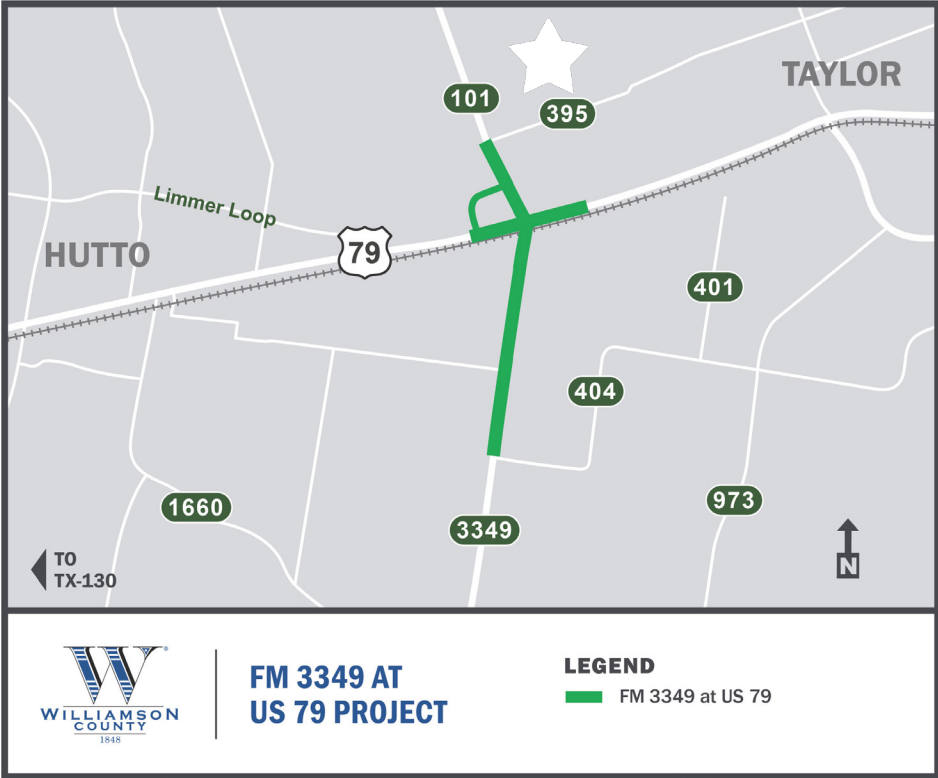 TAYLOR
101
395
Limmer Loop
HUTTO
79
401
404
1660
973
3349
TO
TX-130
N
WILLIAMSON
COUNTY
1848
FM 3349 AT
US 79 PROJECT
LEGEND
FM 3349 at US 79